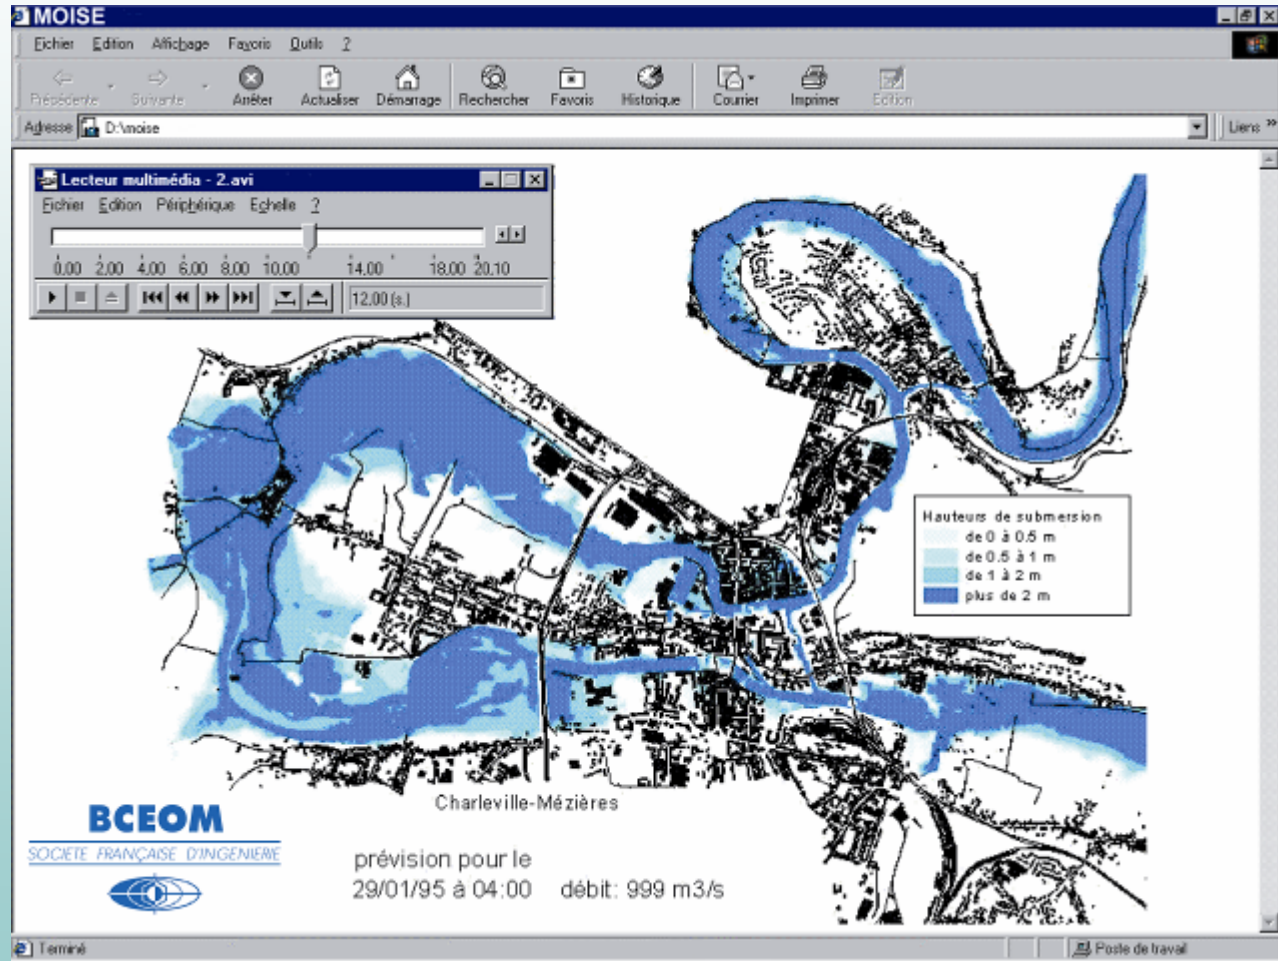 MOISE
Fichier Edition Affichage Favoris Outils ?
Précédente Suivante Arrêter Actualiser Démarrage Rechercher Favoris Historique Courrier Imprimer Edition
Adresse D:\moise Liens »
Lecteur multimédia - 2.avi
Fichier Edition Périphérique Echelle ?
0,00 2,00 4,00 6,00 8,00 10,00 14,00 18,00 20,10
12,00 (s.)
Hauteurs de submersion
de 0 à 0.5 m
de 0.5 à 1 m
de 1 à 2 m
plus de 2 m
Charleville-Mézières
BCEOM
SOCIETE FRANÇAISE D'INGENIERIE
prévision pour le
29/01/95 à 04:00 débit: 999 m3/s
Terminé Poste de travail